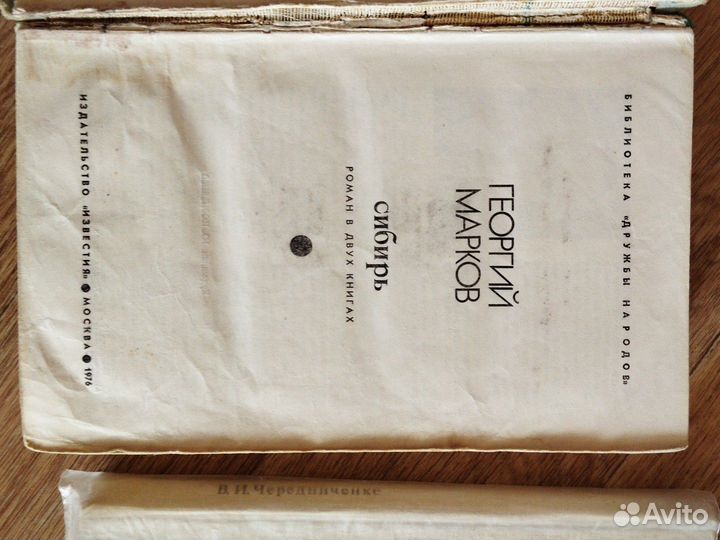 БИБЛИОТЕКА «ДРУЖБЫ НАРОДОВ»
ГЕОРГИЙ
МАРКОВ
сибирь
РОМАН В ДВУХ КНИГАХ
ИЗДАТЕЛЬСТВО «ИЗВЕСТИЯ» ● МОСКВА ● 1976
В. И. Чередниченко
Avito